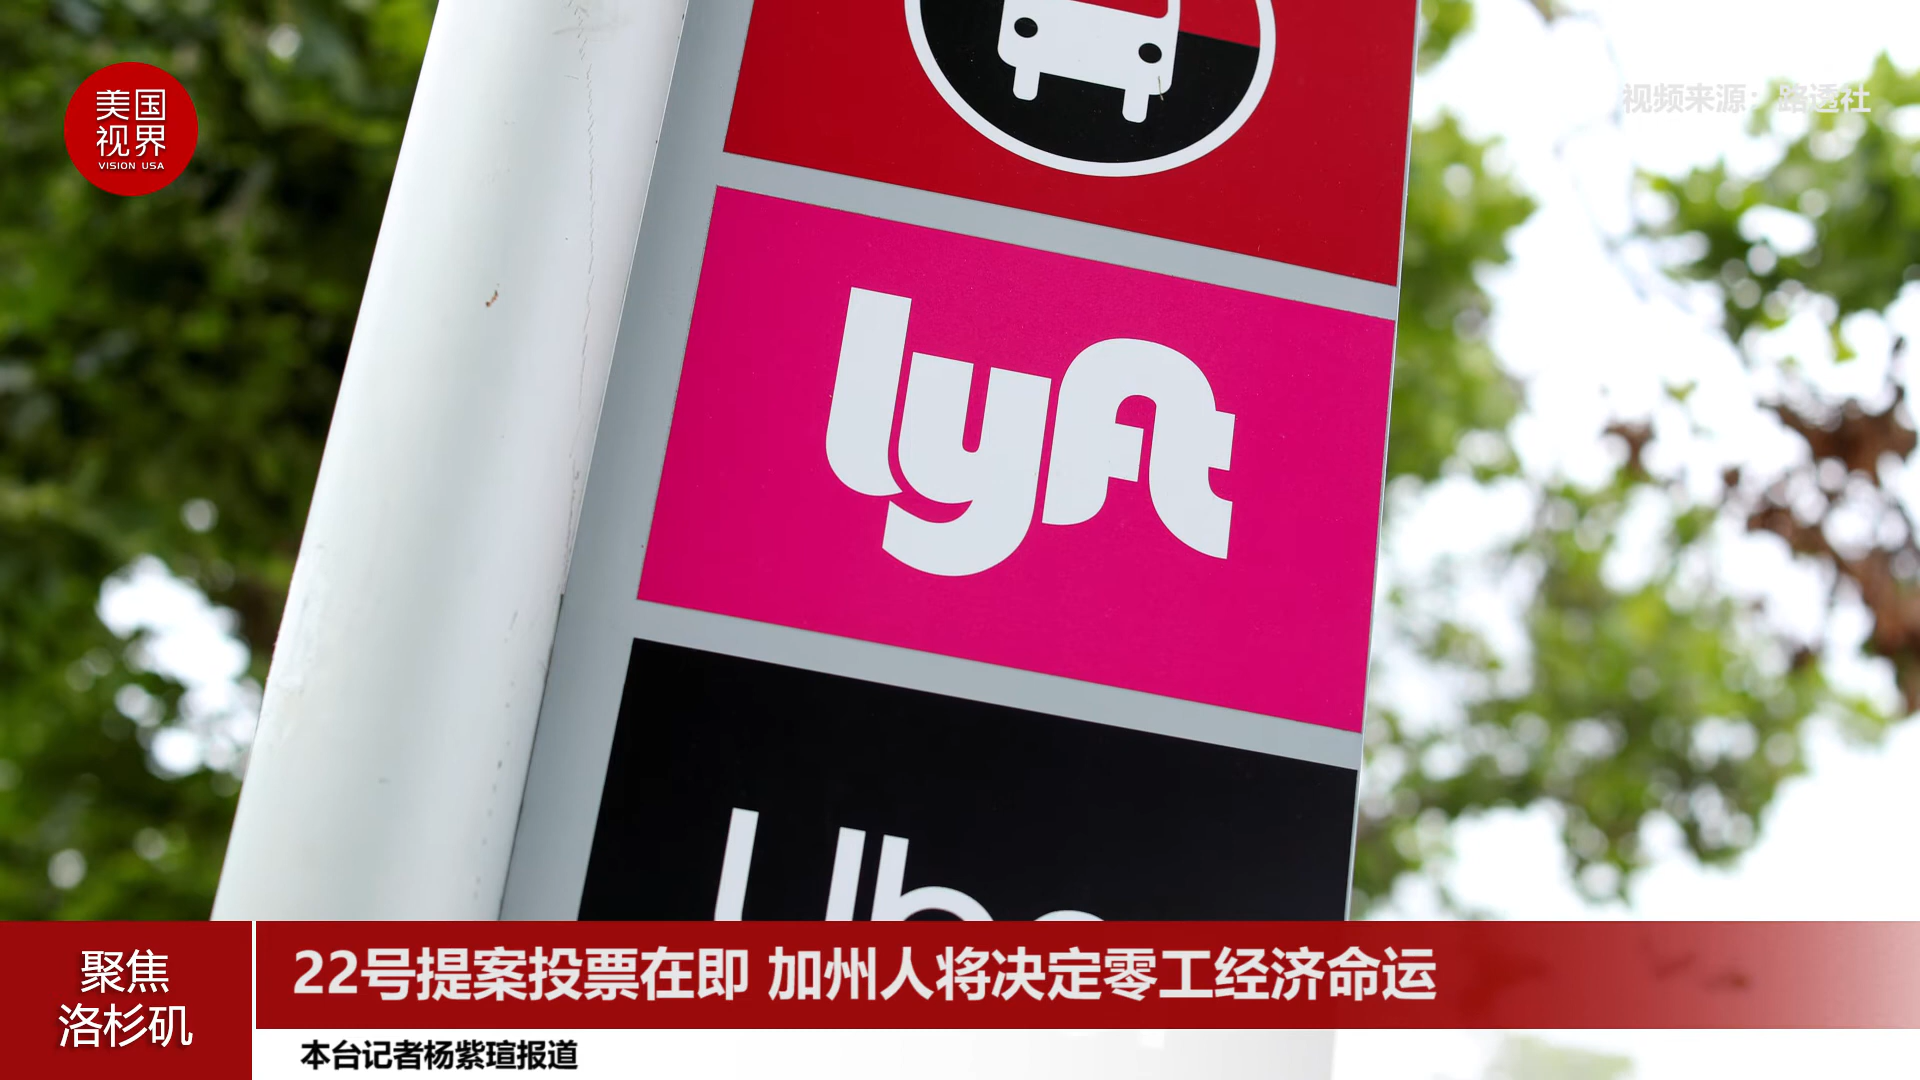 美国
视界
VISION USA
视频来源：路透社
lyft
Uber
聚焦
洛杉矶
22号提案投票在即 加州人将决定零工经济命运
本台记者杨紫瑄报道